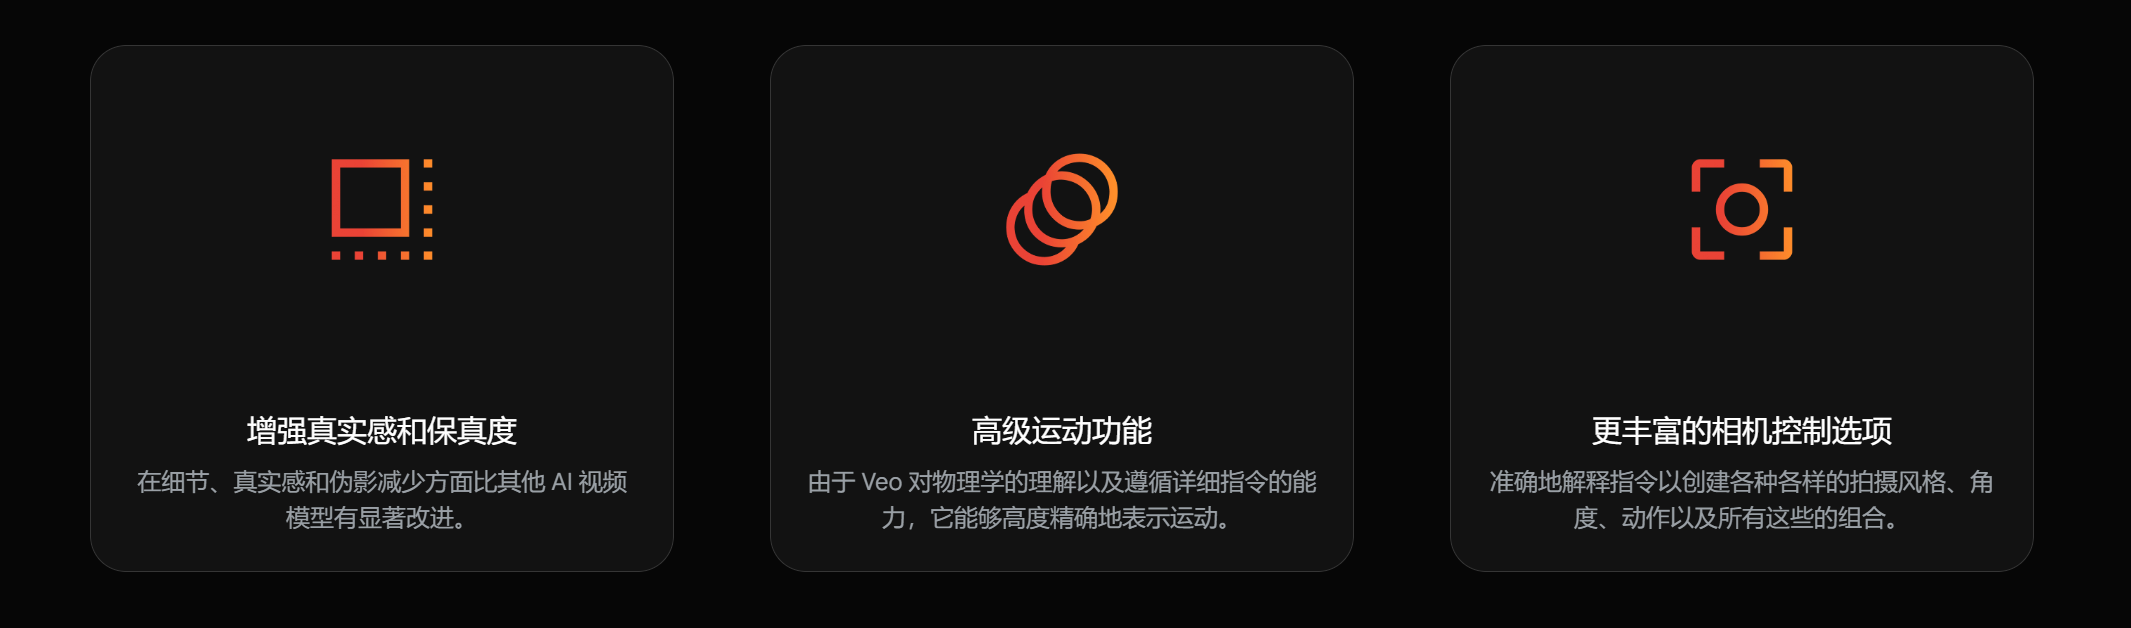 增强真实感和保真度
在细节、真实感和伪影减少方面比其他 AI 视频
模型有显著改进。
高级运动功能
由于 Veo 对物理学的理解以及遵循详细指令的能
力，它能够高度精确地表示运动。
更丰富的相机控制选项
准确地解释指令以创建各种各样的拍摄风格、角
度、动作以及所有这些的组合。